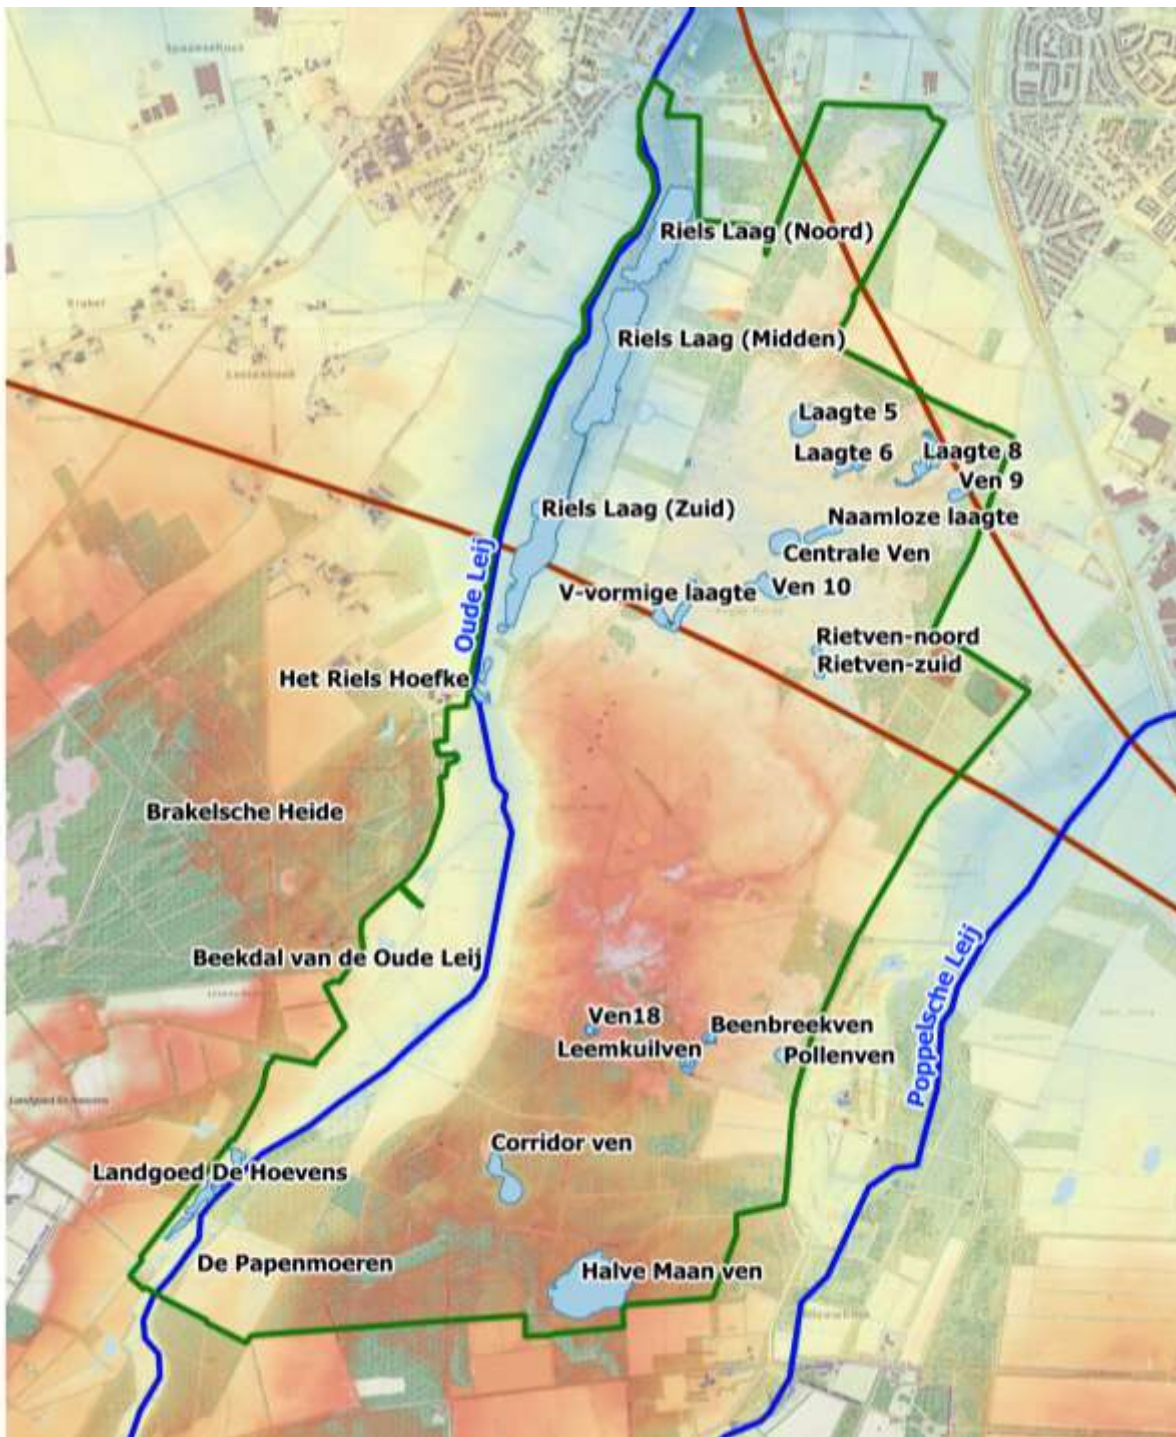 Riels Laag (Noord)
Riels Laag (Midden)
Laagte 5
Laagte 6
Laagte 8
Ven 9
Riels Laag (Zuid)
Naamloze laagte
Centrale Ven
Oude Leij
V-vormige laagte
Ven 10
Rietven-noord
Rietven-zuid
Het Riels Hoefke
Brakelsche Heide
Beekdal van de Oude Leij
Poppelsche Leij
Ven18
Beenbreekven
Leemkuilven
Pollenven
Corridor ven
Landgoed De Hoevens
De Papenmoeren
Halve Maan ven